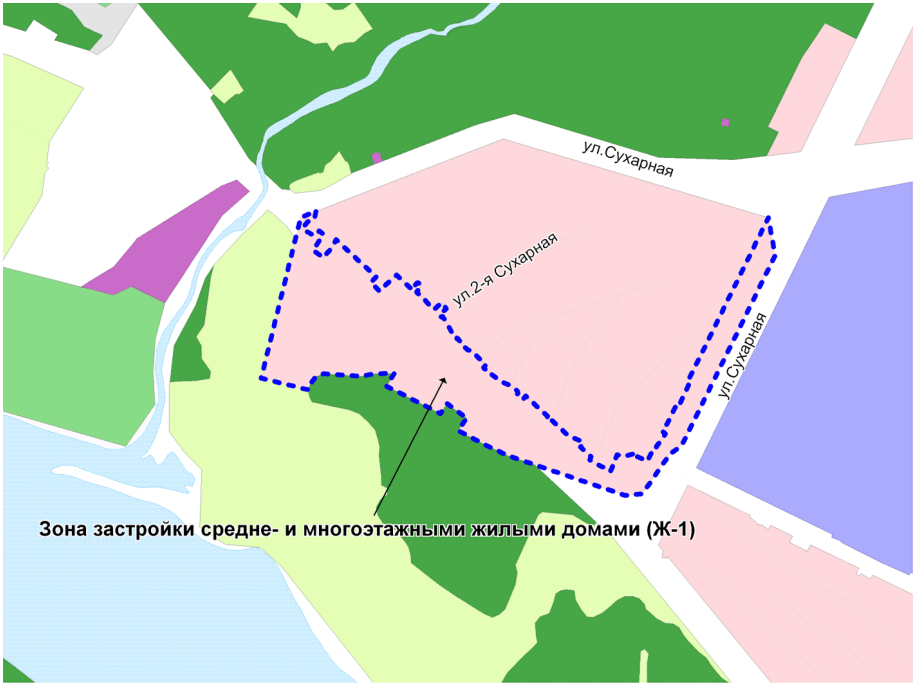 ул.Сухарная
ул.2-я Сухарная
ул.Сухарная
Зона застройки средне- и многоэтажными жилыми домами (Ж-1)